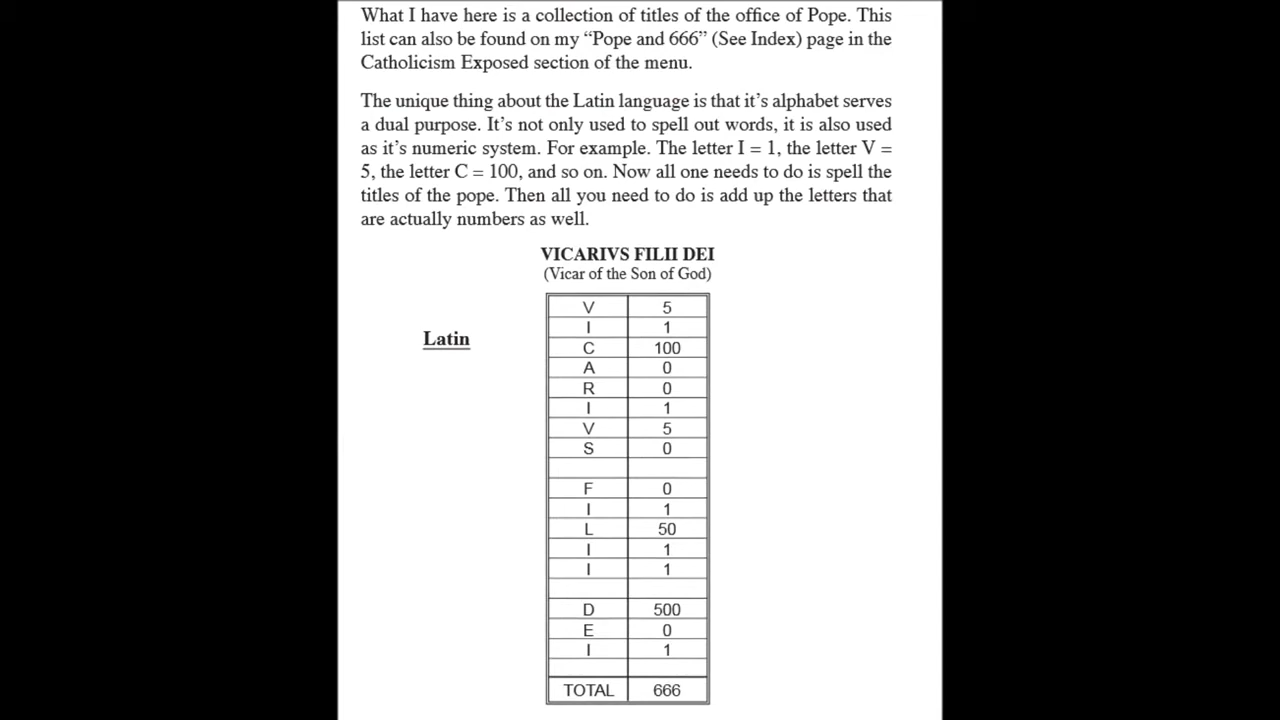 What I have here is a collection of titles of the office of Pope. This
list can also be found on my “Pope and 666” (See Index) page in the
Catholicism Exposed section of the menu.
The unique thing about the Latin language is that it’s alphabet serves
a dual purpose. It’s not only used to spell out words, it is also used
as it’s numeric system. For example. The letter I = 1, the letter V =
5, the letter C = 100, and so on. Now all one needs to do is spell the
titles of the pope. Then all you need to do is add up the letters that
are actually numbers as well.
VICARIVS FILII DEI
(Vicar of the Son of God)
Latin
V 5
I 1
C 100
A 0
R 0
I 1
V 5
S 0
F 0
I 1
L 50
I 1
I 1
D 500
E 0
I 1
TOTAL 666